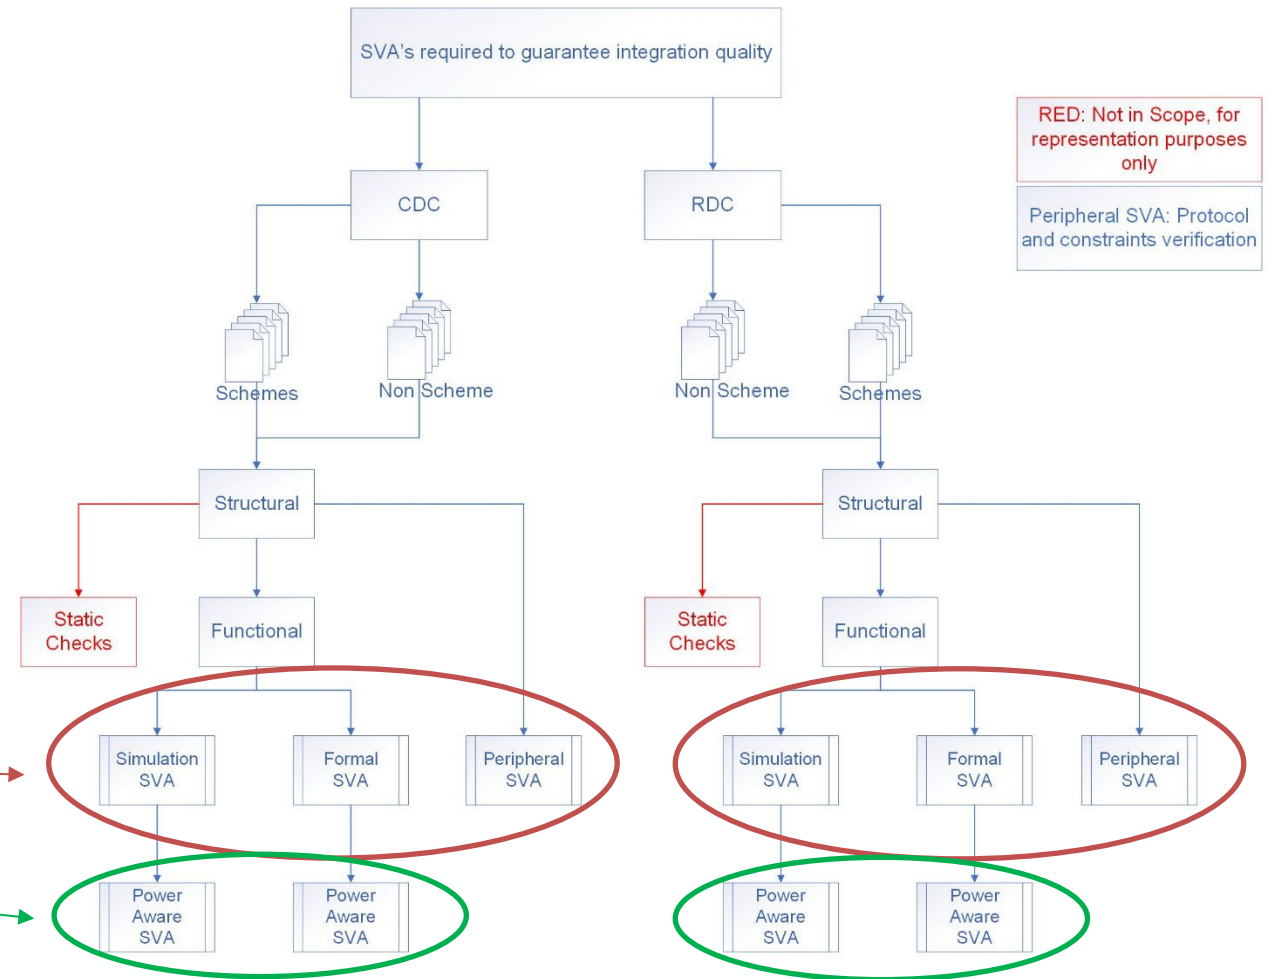 SVA's required to guarantee integration quality
RED: Not in Scope, for
representation purposes
only
CDC
RDC
Peripheral SVA: Protocol
and constraints verification
Schemes
Non Scheme
Non Scheme
Schemes
Structural
Structural
Static
Checks
Functional
Static
Checks
Functional
Simulation
SVA
Formal
SVA
Peripheral
SVA
Simulation
SVA
Formal
SVA
Peripheral
SVA
Power
Aware
SVA
Power
Aware
SVA
Power
Aware
SVA
Power
Aware
SVA